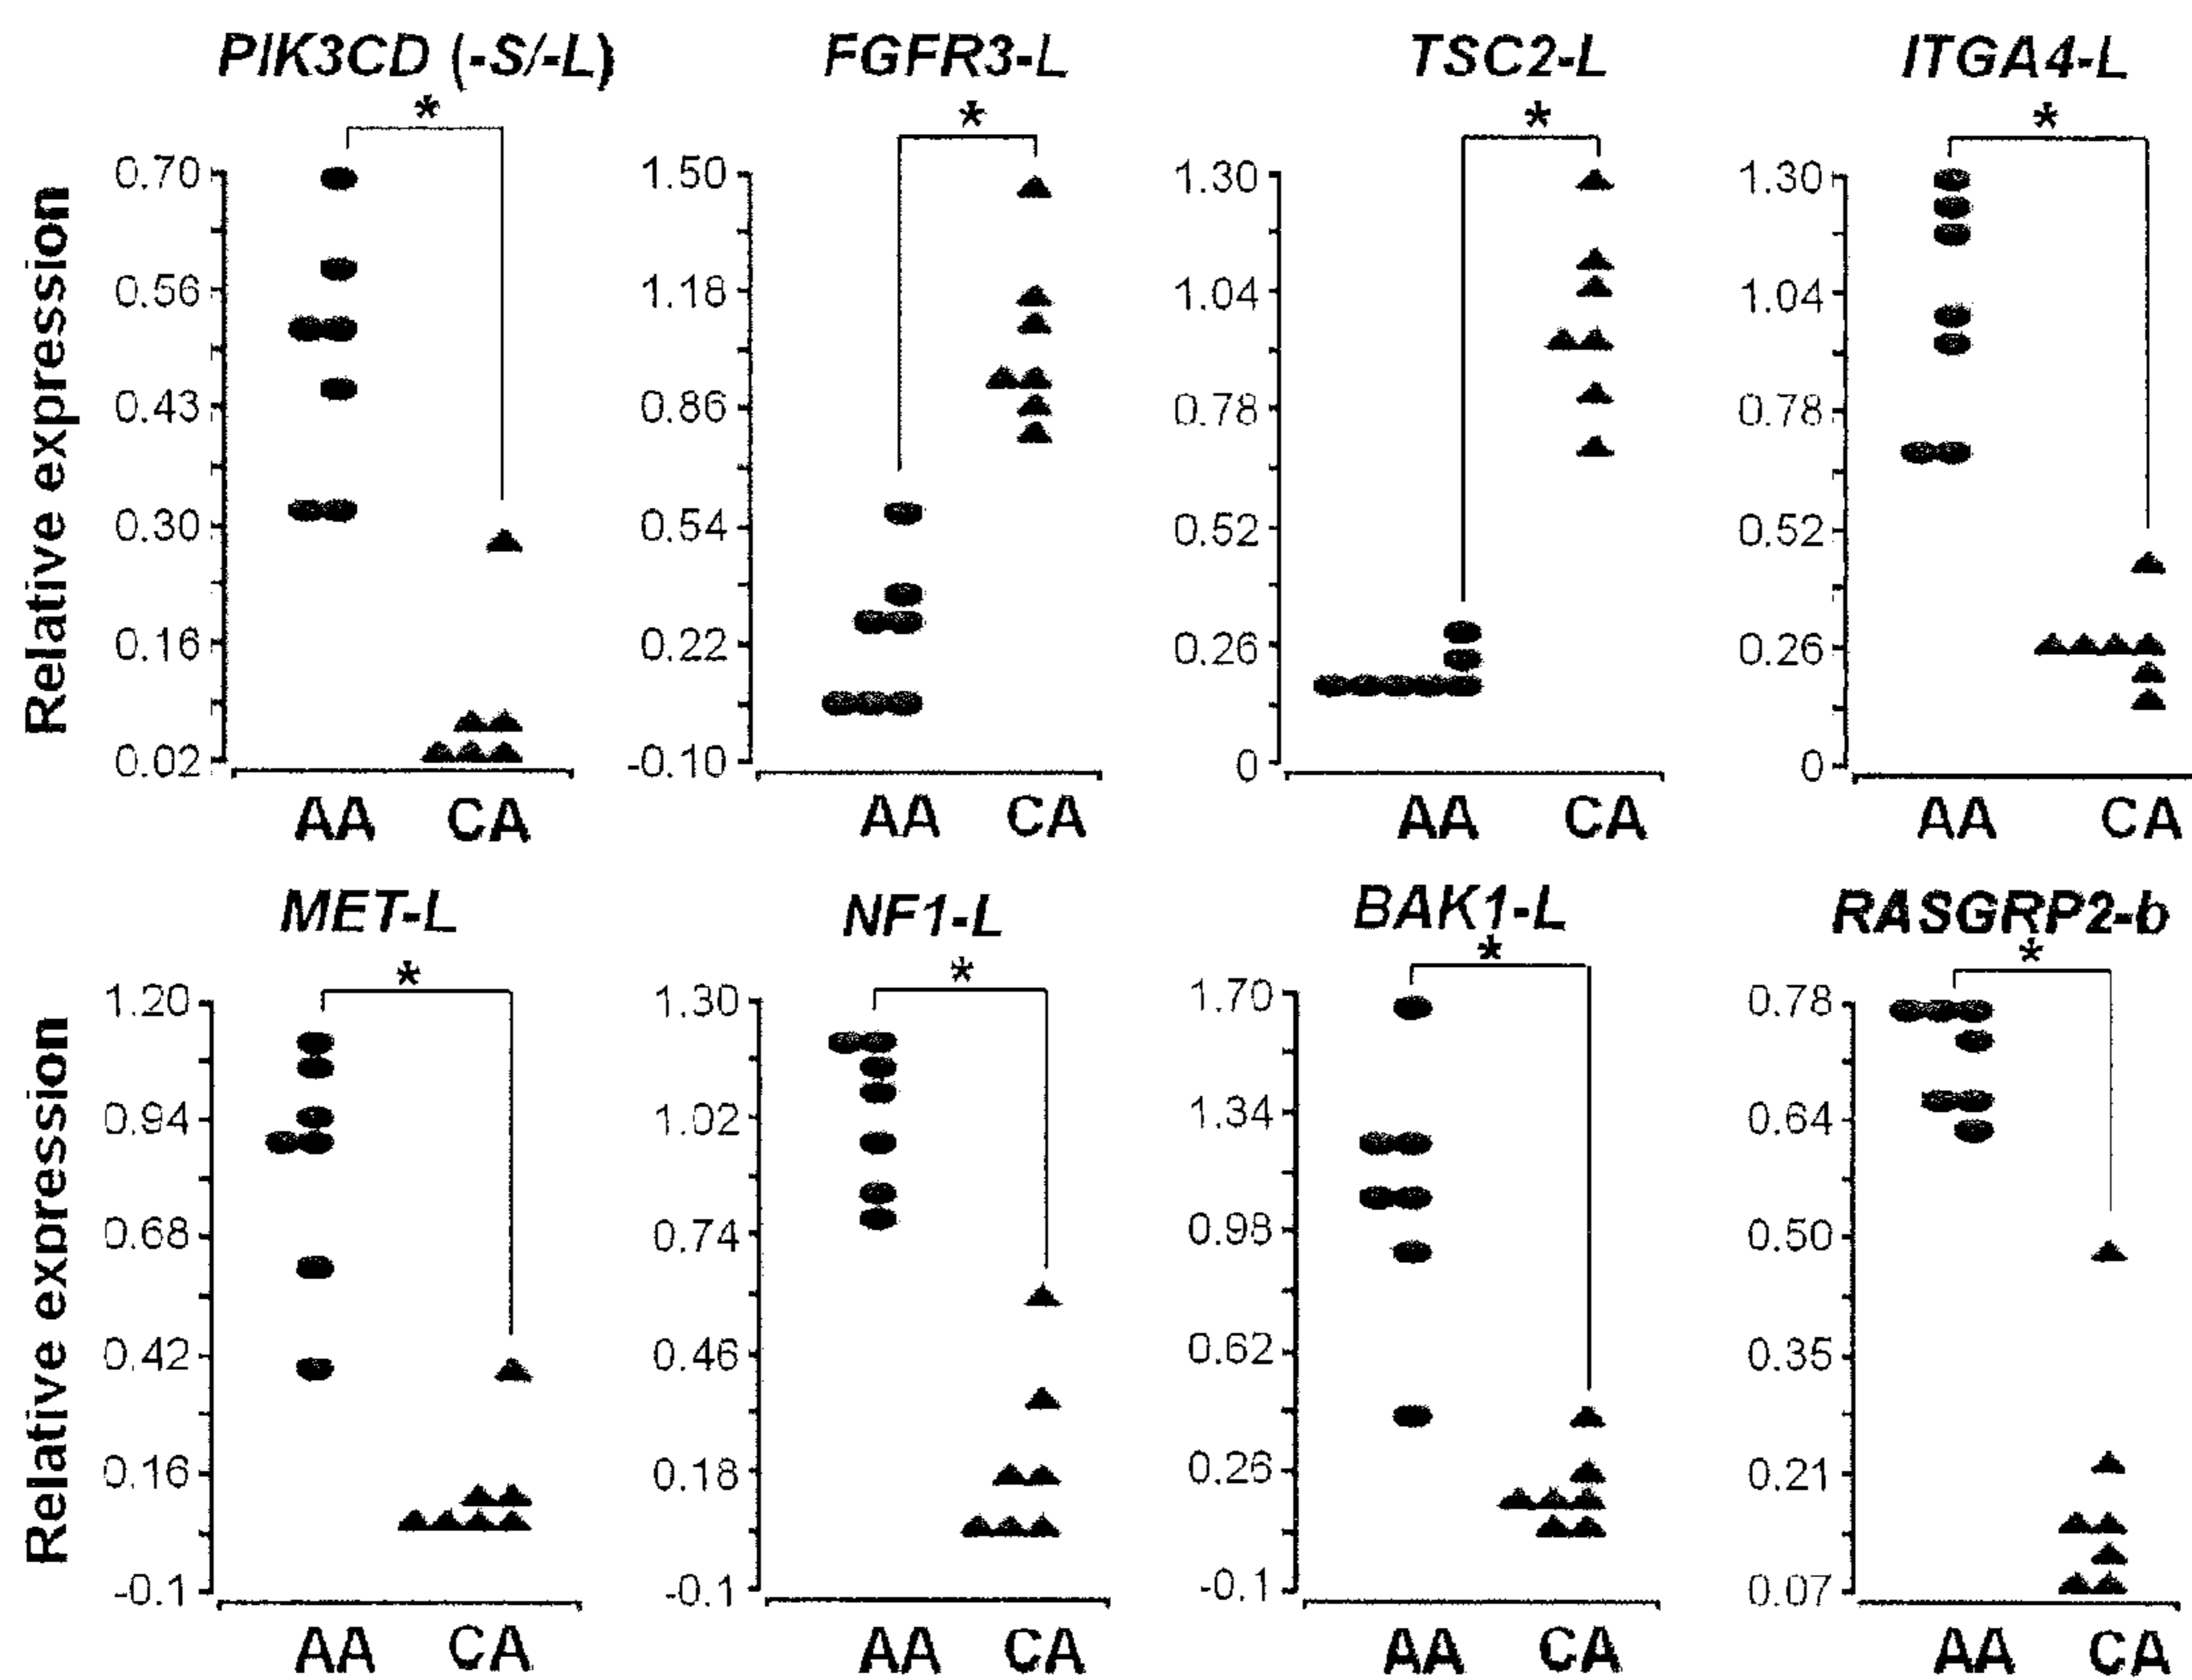 PIK3CD (-S/-L) FGFR3-L TSC2-L ITGA4-L
* * * *
Relative expression
0.70 1.50 1.30 1.30
0.56 1.18 1.04 1.04
0.43 0.86 0.78 0.78
0.30 0.54 0.52 0.52
0.16 0.22 0.26 0.26
0.02 -0.10 0 0
AA CA AA CA AA CA AA CA
MET-L NF1-L BAK1-L RASGRP2-b
* * * *
Relative expression
1.20 1.30 1.70 0.78
0.94 1.02 1.34 0.64
0.68 0.74 0.98 0.50
0.42 0.46 0.62 0.35
0.16 0.18 0.26 0.21
-0.1 -0.1 -0.1 0.07
AA CA AA CA AA CA AA CA